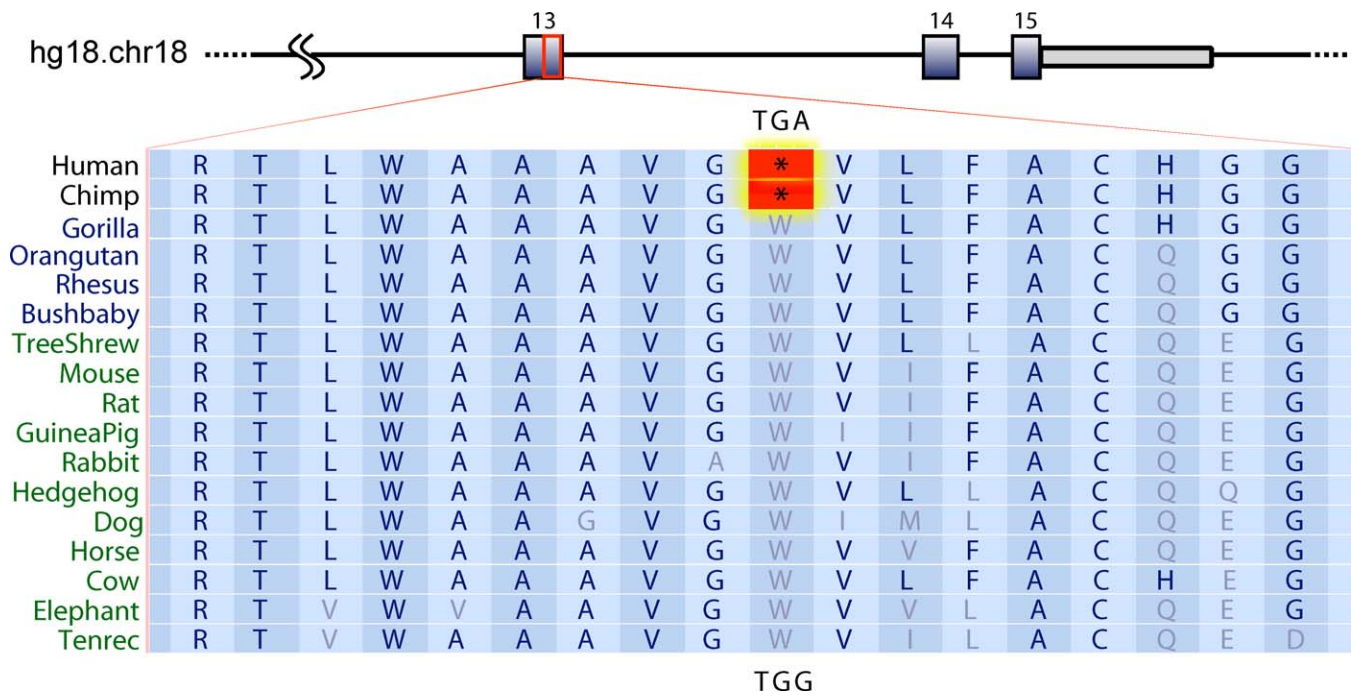 13 14 15
hg18.chr18
TGA
Human R T L W A A A V G * V L F A C H G G
Chimp R T L W A A A V G * V L F A C H G G
Gorilla R T L W A A A V G W V L F A C H G G
Orangutan R T L W A A A V G W V L F A C Q G G
Rhesus R T L W A A A V G W V L F A C Q G G
Bushbaby R T L W A A A V G W V L F A C Q G G
TreeShrew R T L W A A A V G W V L L A C Q E G
Mouse R T L W A A A V G W V I F A C Q E G
Rat R T L W A A A V G W V I F A C Q E G
GuineaPig R T L W A A A V G W I I F A C Q E G
Rabbit R T L W A A A V A W V I F A C Q E G
Hedgehog R T L W A A A V G W V L L A C Q Q G
Dog R T L W A A G V G W I M L A C Q E G
Horse R T L W A A A V G W V V F A C Q E G
Cow R T L W A A A V G W V L F A C H E G
Elephant R T V W V A A V G W V V L A C Q E G
Tenrec R T V W A A A V G W V I L A C Q E D
TGG